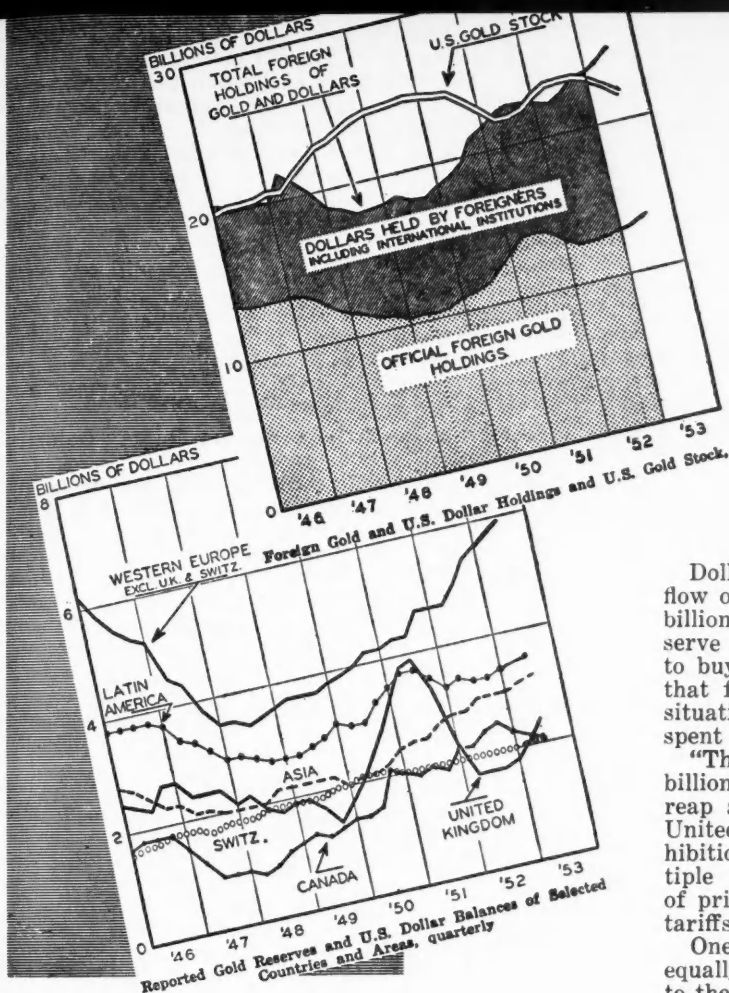 BILLIONS OF DOLLARS
30
TOTAL FOREIGN
HOLDINGS OF
GOLD AND DOLLARS
U.S. GOLD STOCK
20
DOLLARS HELD BY FOREIGNERS
INCLUDING INTERNATIONAL INSTITUTIONS
10
OFFICIAL FOREIGN GOLD
HOLDINGS
0
'46 '47 '48 '49 '50 '51 '52 '53
Foreign Gold and U.S. Dollar Holdings and U.S. Gold Stock,
BILLIONS OF DOLLARS
8
WESTERN EUROPE
EXCL. U.K. & SWITZ.
6
LATIN
AMERICA
4
ASIA
2
SWITZ.
CANADA
UNITED
KINGDOM
0
'46 '47 '48 '49 '50 '51 '52 '53
Reported Gold Reserves and U.S. Dollar Balances of Selected
Countries and Areas, quarterly
Doll
flow o
billion
serve
to buy
that f
situati
spent
"Th
billion
reap a
United
hibitio
tiple
of pri
tariffs
One
equall
to the